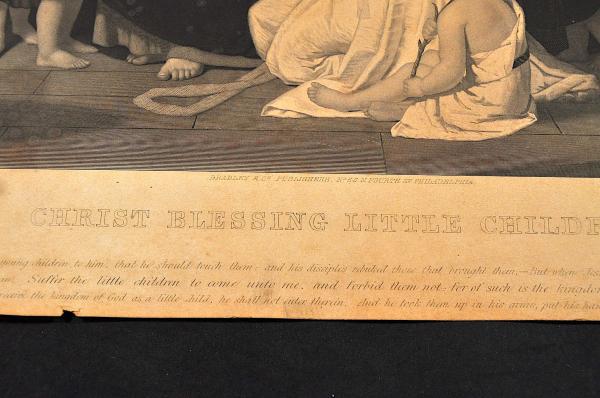 BRADLEY & Co PUBLISHERS, No 66 N. FOURTH ST PHILADELPHIA.
CHRIST BLESSING LITTLE CHILDR
young children to him, that he should touch them; and his disciples rebuked those that brought them,— But when
Suffer the little children to come unto me, and forbid them not; for of such is the kingdom
the kingdom of God as a little child, he shall not enter therein. And he took them up in his arms, put his